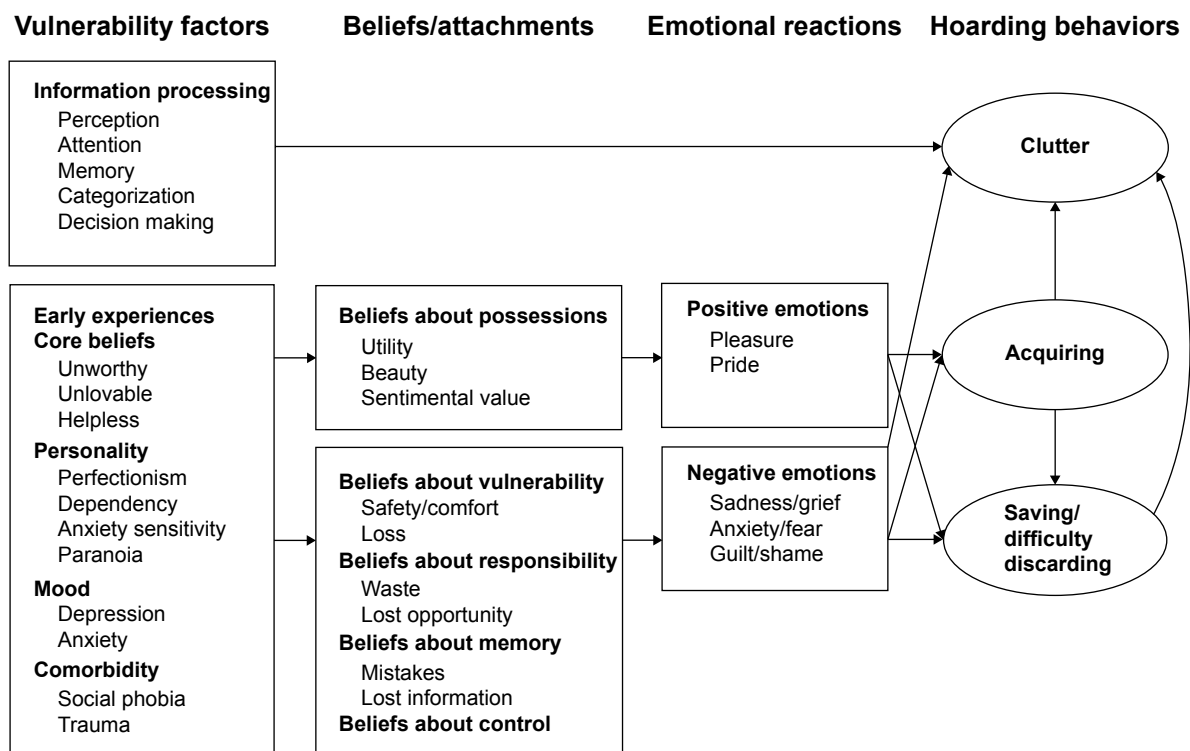 Vulnerability factors
Beliefs/attachments
Emotional reactions
Hoarding behaviors
Information processing
Perception
Attention
Memory
Categorization
Decision making
Early experiences
Core beliefs
Unworthy
Unlovable
Helpless
Personality
Perfectionism
Dependency
Anxiety sensitivity
Paranoia
Mood
Depression
Anxiety
Comorbidity
Social phobia
Trauma
Beliefs about possessions
Utility
Beauty
Sentimental value
Beliefs about vulnerability
Safety/comfort
Loss
Beliefs about responsibility
Waste
Lost opportunity
Beliefs about memory
Mistakes
Lost information
Beliefs about control
Positive emotions
Pleasure
Pride
Negative emotions
Sadness/grief
Anxiety/fear
Guilt/shame
Clutter
Acquiring
Saving/
difficulty
discarding